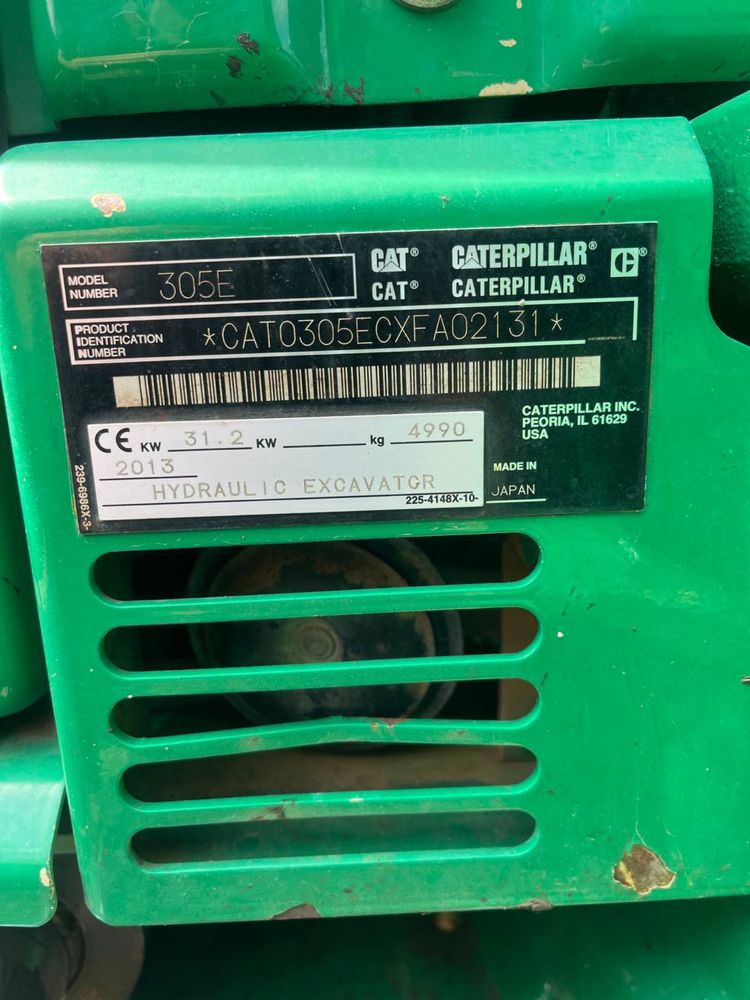 MODEL NUMBER 305E
CAT® CATERPILLAR®
CAT® CATERPILLAR®
PRODUCT IDENTIFICATION NUMBER *CAT0305ECXFA02131*
CATERPILLAR INC.
PEORIA, IL 61629
USA
CE KW 31.2 KW kg 4990
2013
HYDRAULIC EXCAVATOR
225-4148X-10-
MADE IN
JAPAN
239-6986X-3-